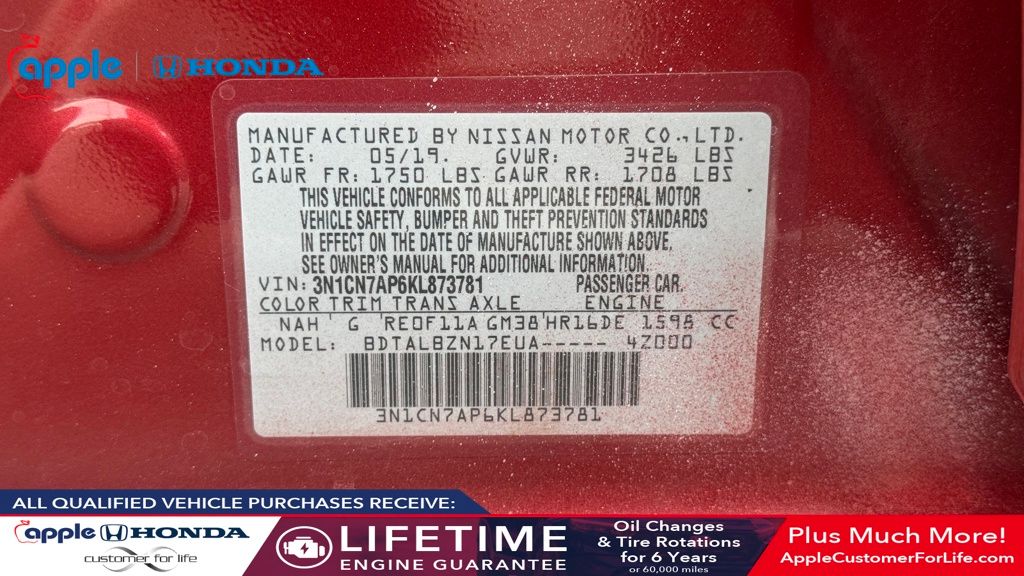 apple | HONDA
MANUFACTURED BY NISSAN MOTOR CO., LTD.
DATE: 05/19. GVWR: 3426 LBS
GAWR FR: 1750 LBS GAWR RR: 1708 LBS
THIS VEHICLE CONFORMS TO ALL APPLICABLE FEDERAL MOTOR
VEHICLE SAFETY, BUMPER AND THEFT PREVENTION STANDARDS
IN EFFECT ON THE DATE OF MANUFACTURE SHOWN ABOVE.
SEE OWNER'S MANUAL FOR ADDITIONAL INFORMATION.
VIN: 3N1CN7AP6KL873781 PASSENGER CAR.
COLOR TRIM TRANS AXLE ENGINE
NAH G RE0F11A GM38 HR16DE 1598 CC
MODEL: BDTALBZN17EUA----- 4Z000
3N1CN7AP6KL873781
ALL QUALIFIED VEHICLE PURCHASES RECEIVE:
apple HONDA
customer for life
LIFETIME
ENGINE GUARANTEE
Oil Changes
& Tire Rotations
for 6 Years
or 60,000 miles
Plus Much More!
AppleCustomerForLife.com